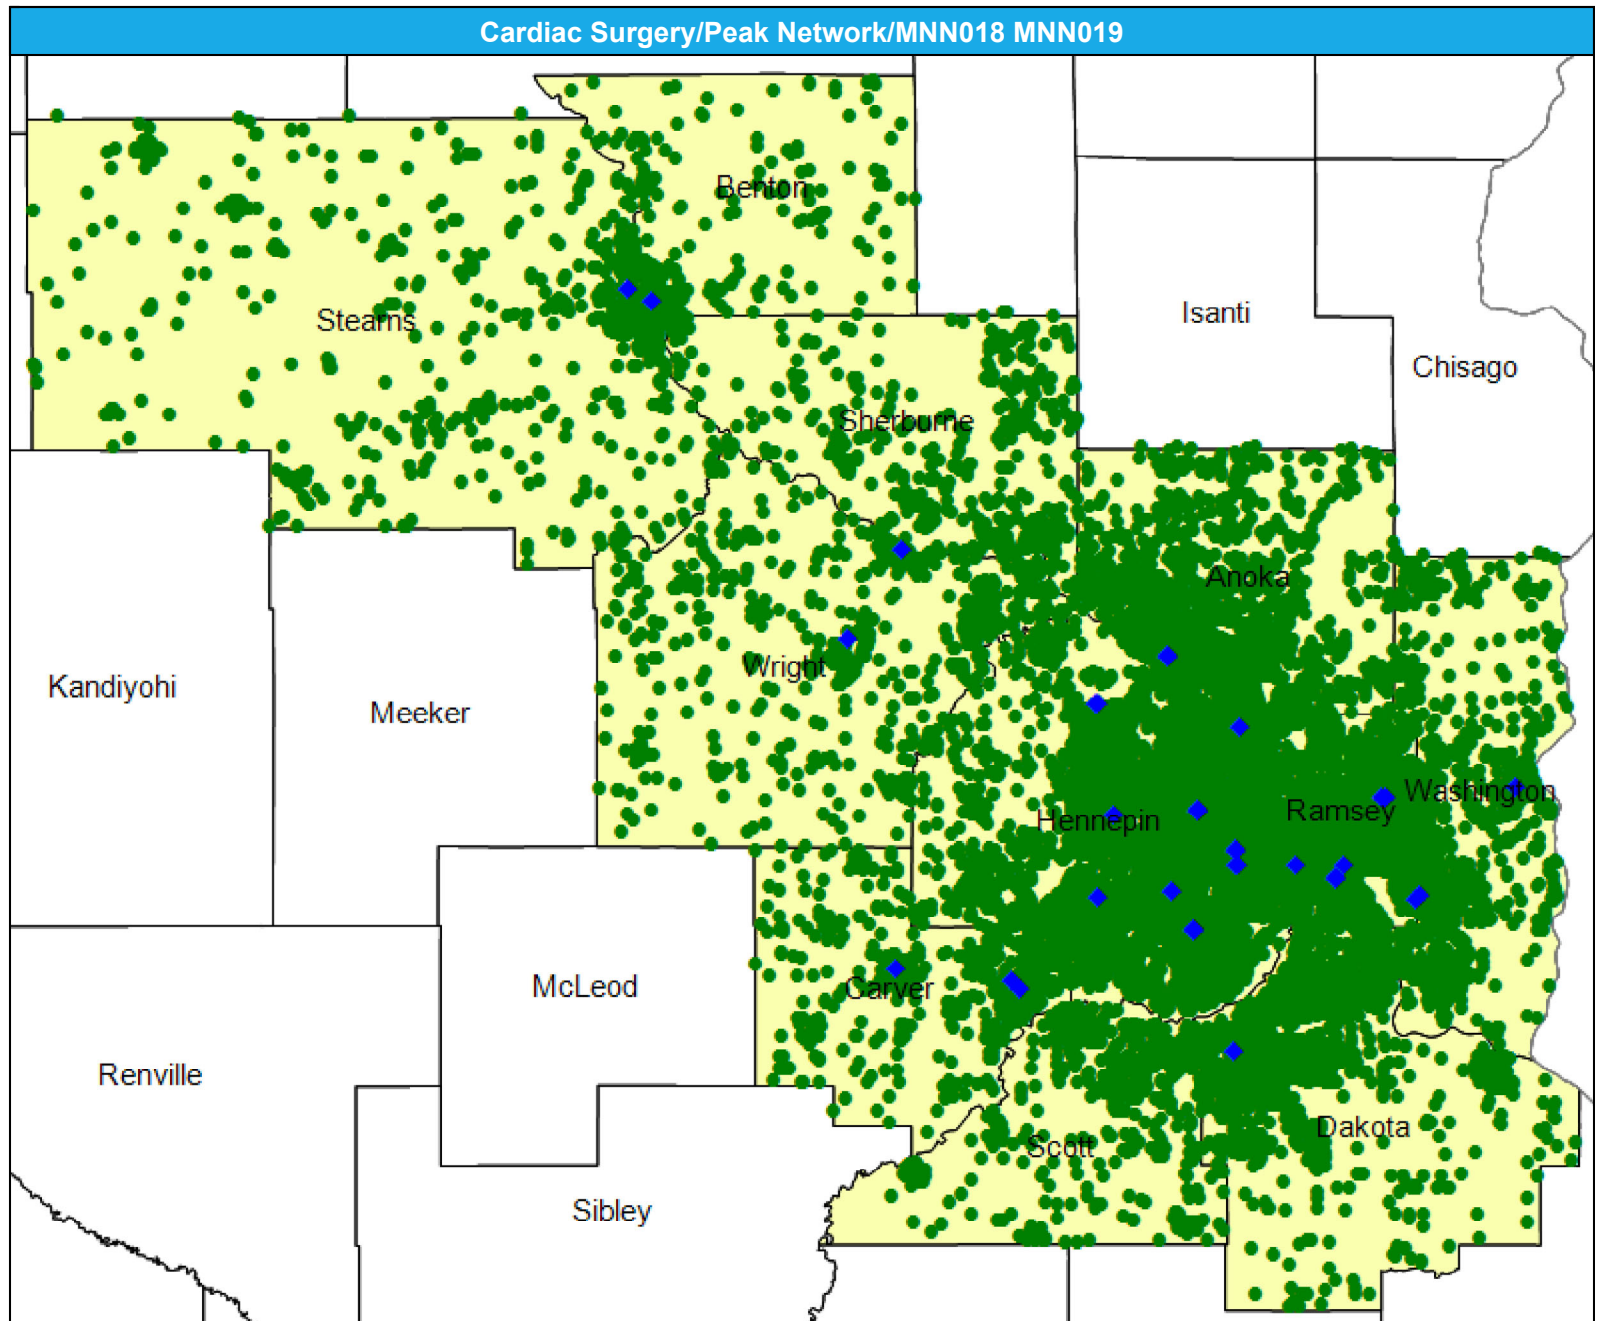 Cardiac Surgery/Peak Network/MNN018 MNN019
Benton
Stearns
Isanti
Chisago
Sherburne
Anoka
Wright
Kandiyohi
Meeker
Washington
Ramsey
Hennepin
McLeod
Carver
Renville
Dakota
Scott
Sibley